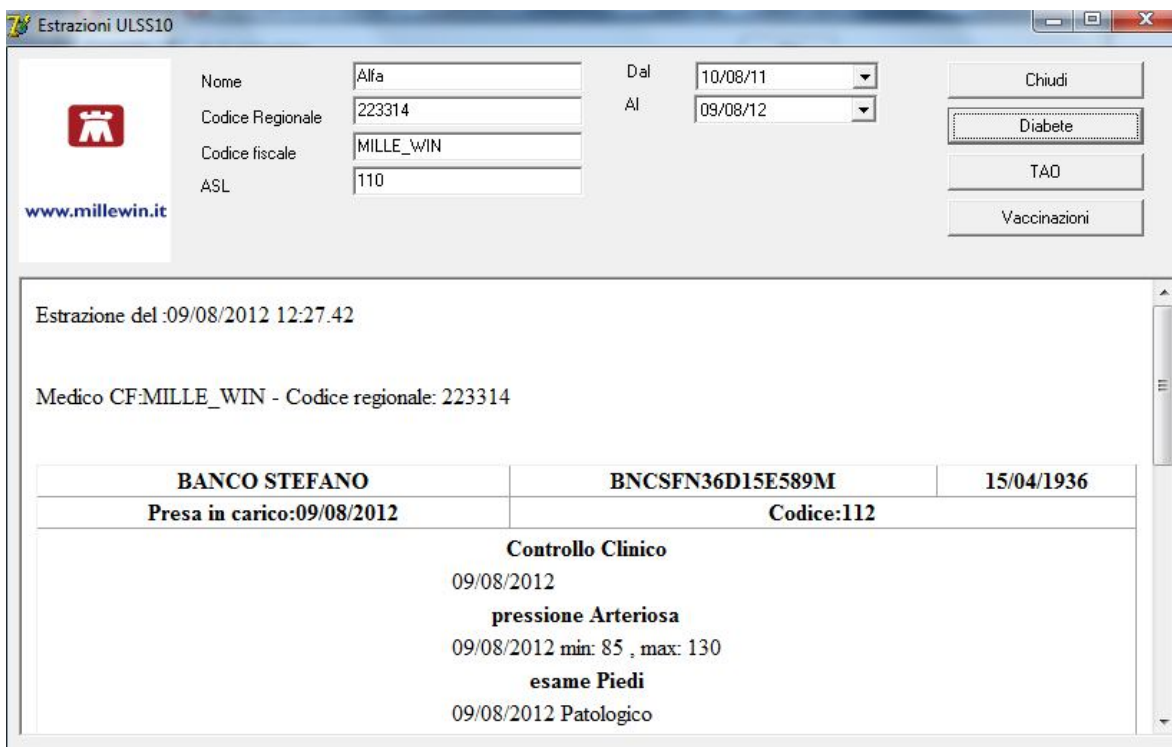 Estrazioni ULSS10
Nome Alfa Dal 10/08/11 Chiudi
Codice Regionale 223314 Al 09/08/12 Diabete
Codice fiscale MILLE_WIN
ASL 110 TAO
www.millewin.it Vaccinazioni
Estrazione del :09/08/2012 12:27.42
Medico CF:MILLE_WIN - Codice regionale: 223314
BANCO STEFANO BNCSFN36D15E589M 15/04/1936
Presa in carico:09/08/2012 Codice:112
Controllo Clinico
09/08/2012
pressione Arteriosa
09/08/2012 min: 85 , max: 130
esame Piedi
09/08/2012 Patologico